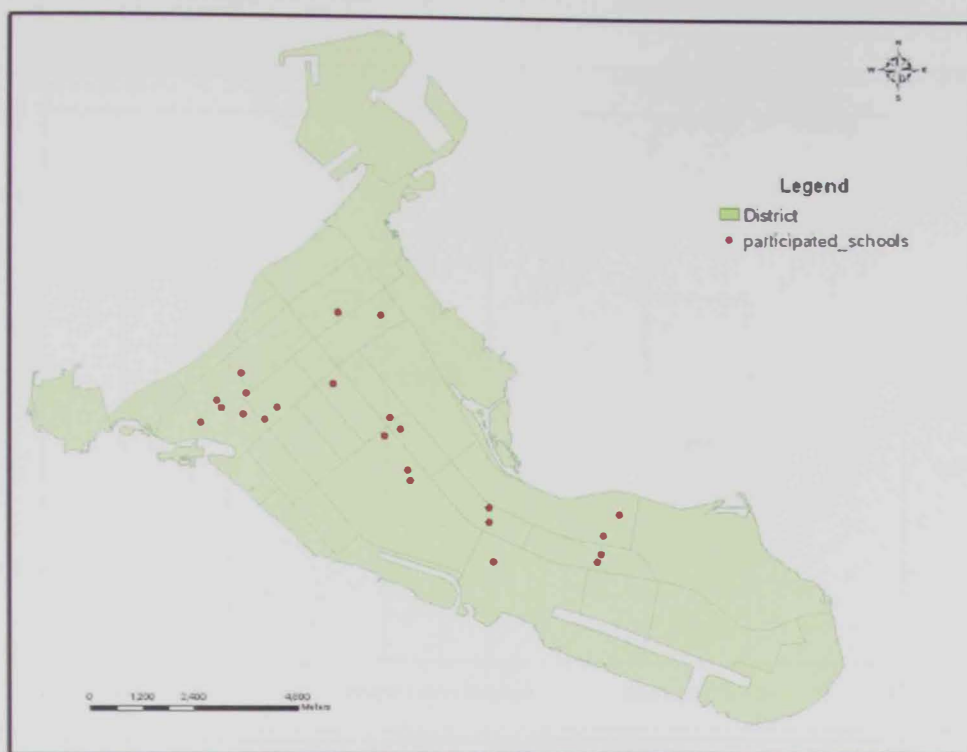 N
W E
S
Legend
District
participated_schools
0 1,200 2,400 4,800
Meters